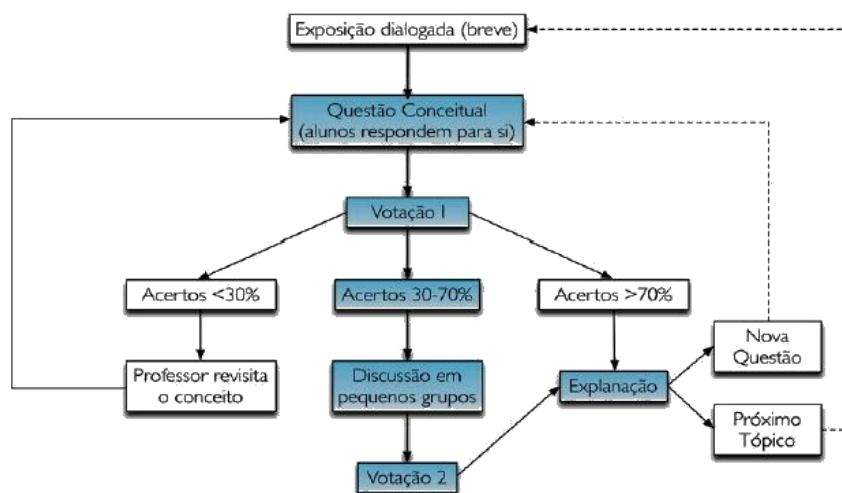 Exposição dialogada (breve)
Questão Conceitual
(alunos respondem para si)
Votação 1
Acertos <30%
Acertos 30-70%
Acertos >70%
Professor revisita
o conceito
Discussão em
pequenos grupos
Explanação
Nova
Questão
Próximo
Tópico
Votação 2